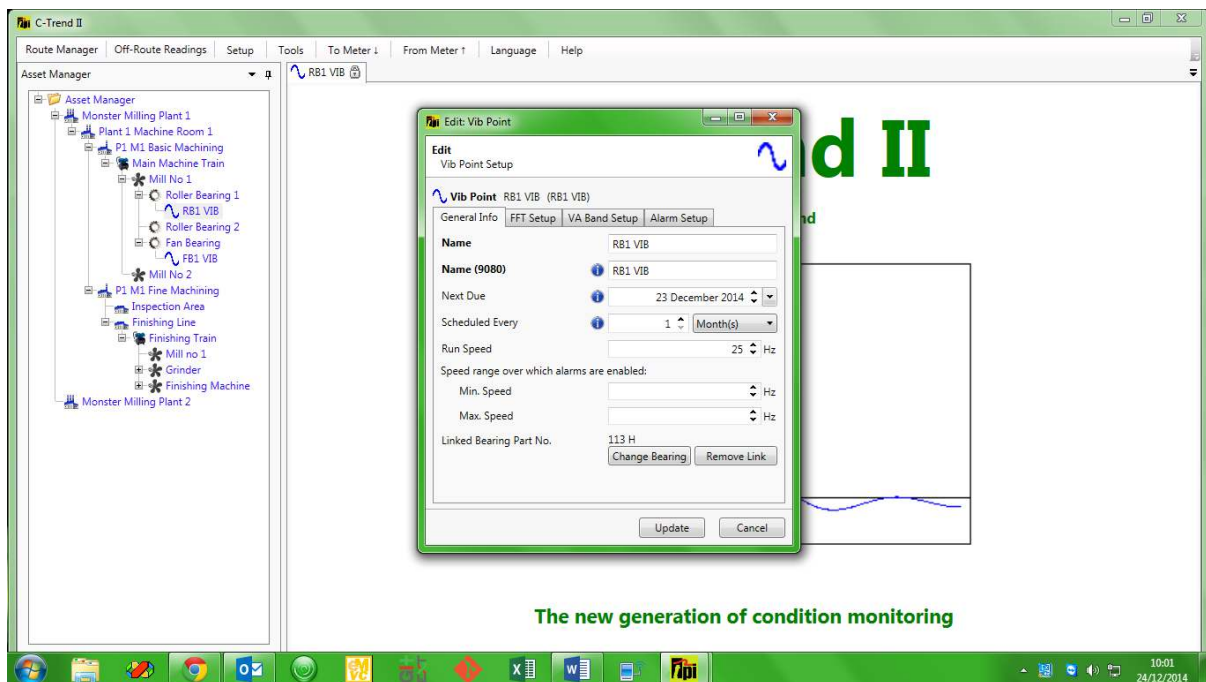 C-Trend II
Route Manager Off-Route Readings Setup Tools To Meter ↓ From Meter ↑ Language Help
Asset Manager
RB1 VIB
Asset Manager
Monster Milling Plant 1
Plant 1 Machine Room 1
P1 M1 Basic Machining
Main Machine Train
Mill No 1
Roller Bearing 1
RB1 VIB
Roller Bearing 2
Fan Bearing
FB1 VIB
Mill No 2
P1 M1 Fine Machining
Inspection Area
Finishing Line
Finishing Train
Mill no 1
Grinder
Finishing Machine
Monster Milling Plant 2
d II
nd
Edit: Vib Point
Edit
Vib Point Setup
Vib Point RB1 VIB (RB1 VIB)
General Info FFT Setup VA Band Setup Alarm Setup
Name RB1 VIB
Name (9080) RB1 VIB
Next Due 23 December 2014
Scheduled Every 1 Month(s)
Run Speed 25 Hz
Speed range over which alarms are enabled:
Min. Speed Hz
Max. Speed Hz
Linked Bearing Part No. 113 H
Change Bearing Remove Link
Update Cancel
The new generation of condition monitoring
10:01
24/12/2014